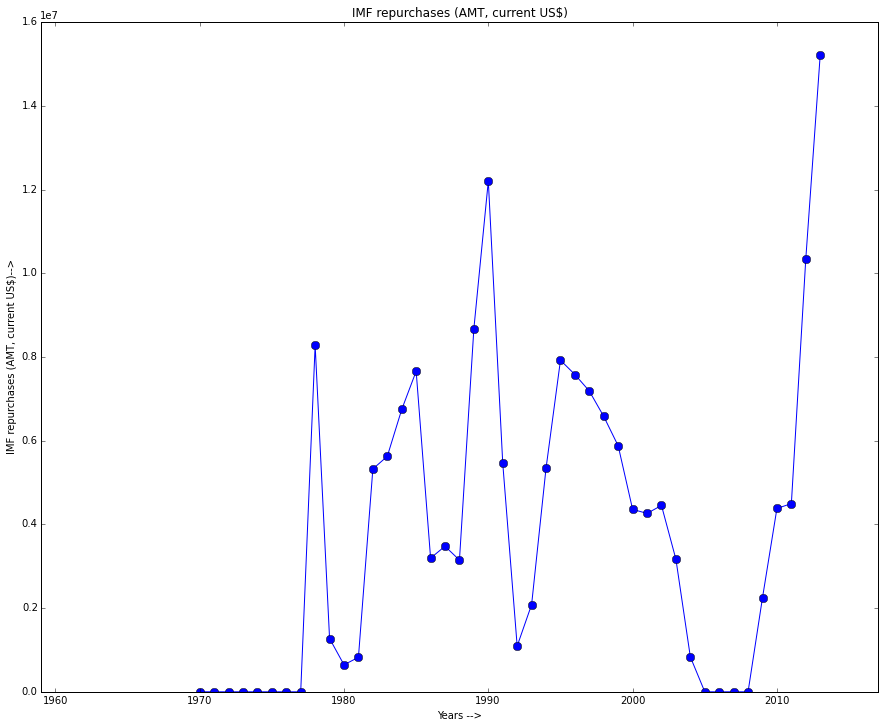 IMF repurchases (AMT, current US$)
1e7
1.6
1.4
1.2
1.0
0.8
0.6
0.4
0.2
0.0
IMF repurchases (AMT, current US$)-->
1960 1970 1980 1990 2000 2010
Years -->